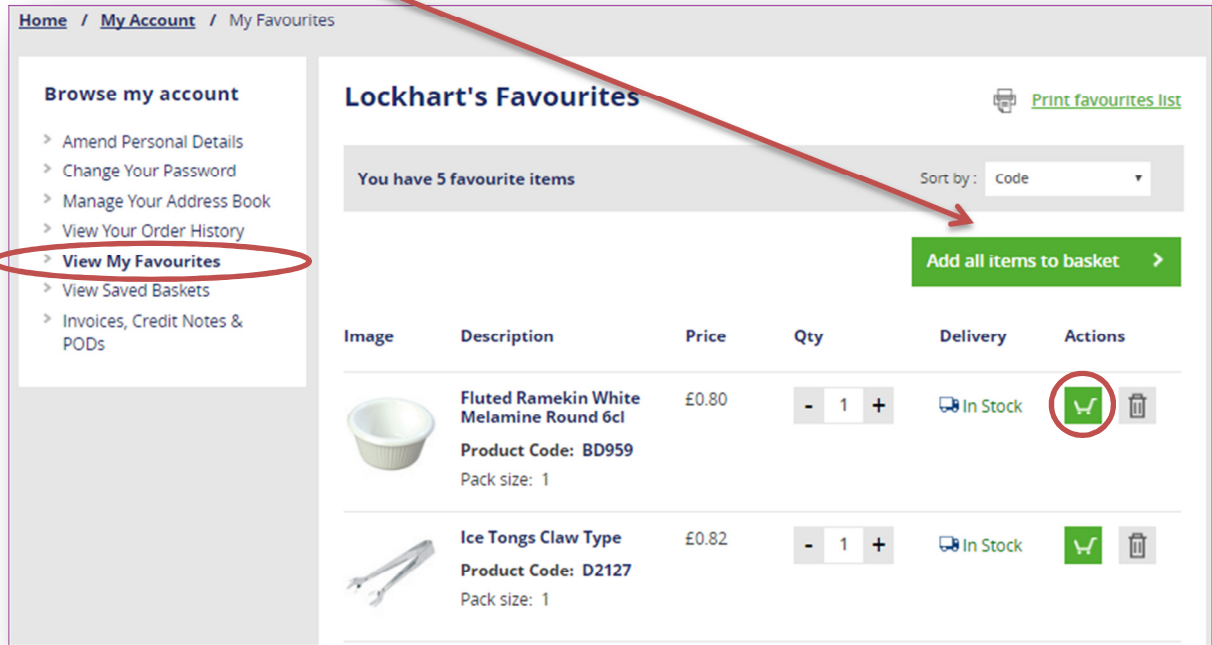 Home / My Account / My Favourites
Browse my account
> Amend Personal Details
> Change Your Password
> Manage Your Address Book
> View Your Order History
> View My Favourites
> View Saved Baskets
> Invoices, Credit Notes &
PODs
Lockhart's Favourites
Print favourites list
You have 5 favourite items
Sort by : Code
Add all items to basket >
Image Description Price Qty Delivery Actions
Fluted Ramekin White
Melamine Round 6cl
£0.80 - 1 + In Stock
Product Code: BD959
Pack size: 1
Ice Tongs Claw Type £0.82 - 1 + In Stock
Product Code: D2127
Pack size: 1